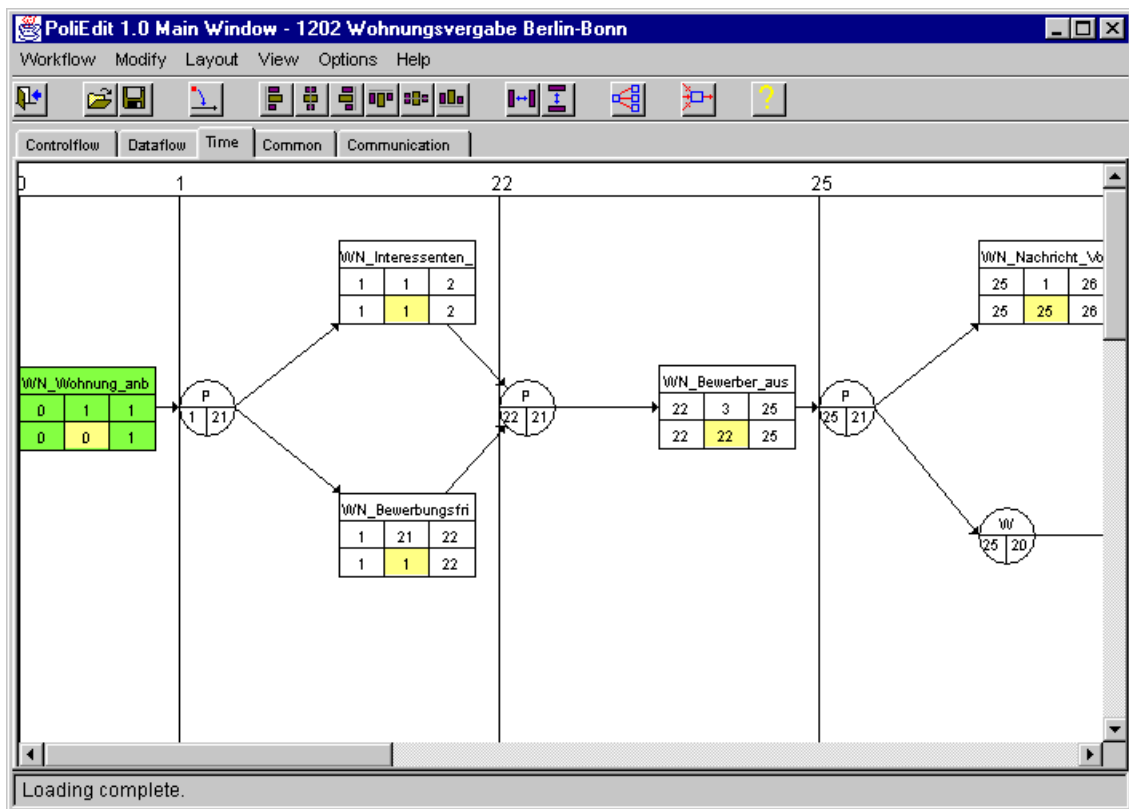 PoliEdit 1.0 Main Window - 1202 Wohnungsvergabe Berlin-Bonn
Workflow Modify Layout View Options Help
?
Controlflow Dataflow Time Common Communication
0 1 22 25
WN_Interessenten_
1 1 2
1 1 2
WN_Nachricht_Vo
25 1 26
25 25 26
WN_Wohnung_anb
0 1 1
0 0 1
P
1 21
P
22 21
WN_Bewerber_aus
22 3 25
22 22 25
P
25 21
WN_Bewerbungsfri
1 21 22
1 1 22
W
25 20
Loading complete.